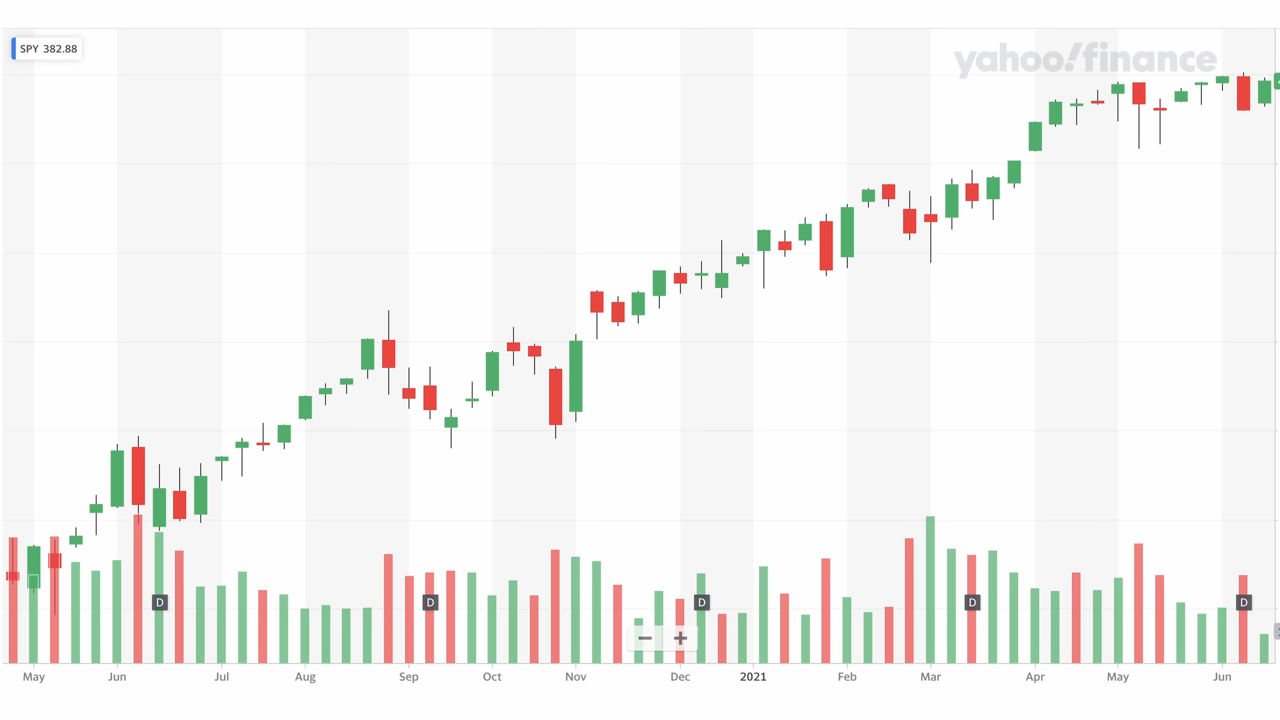 yahoo!finance
SPY 382.88
D D D D D
− +
May Jun Jul Aug Sep Oct Nov Dec 2021 Feb Mar Apr May Jun